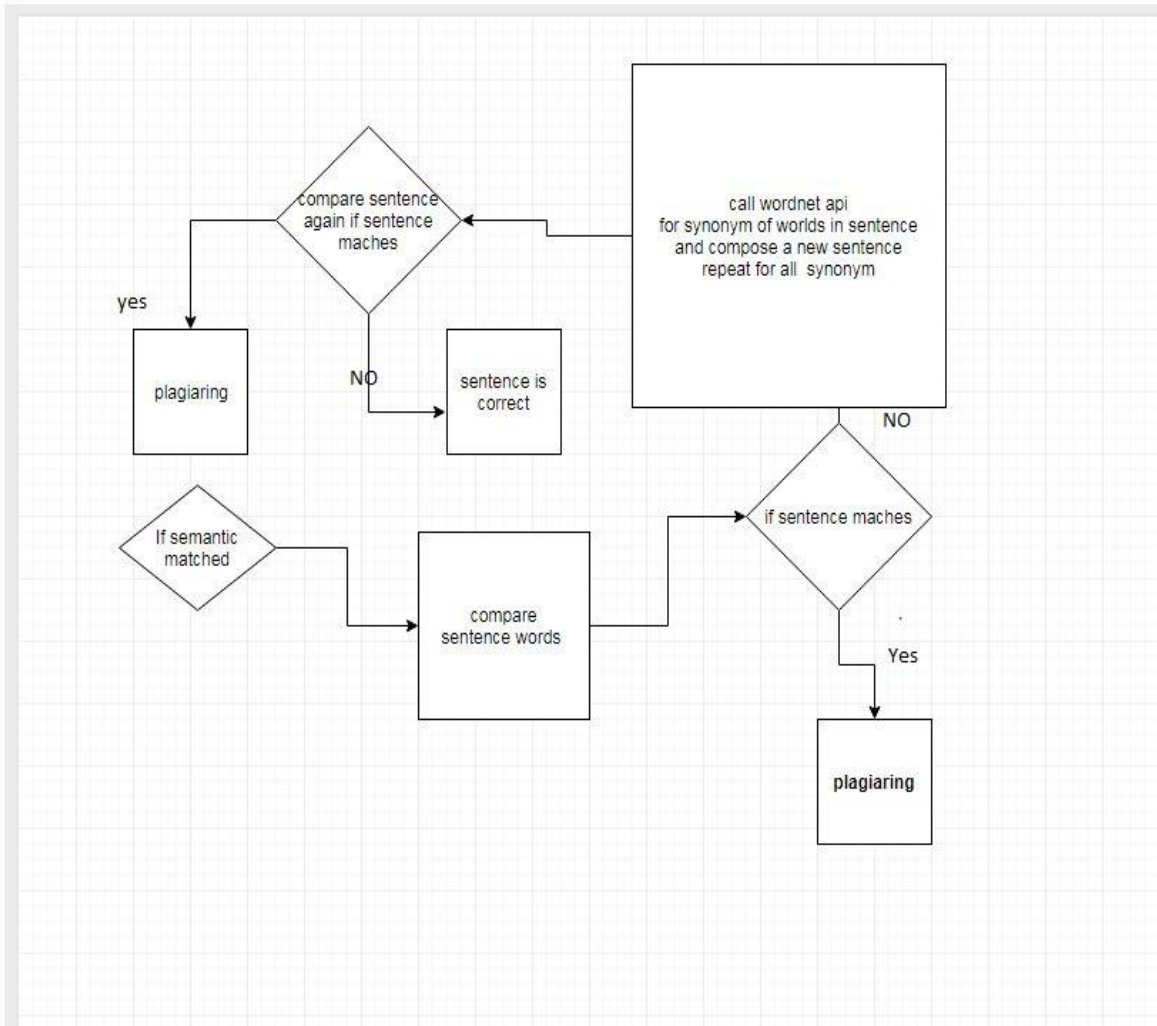 call wordnet api
for synonym of worlds in sentence
and compose a new sentence
repeat for all synonym
compare sentence
again if sentence
maches
yes
plagiaring
NO
sentence is
correct
NO
If semantic
matched
compare
sentence words
if sentence maches
Yes
plagiaring